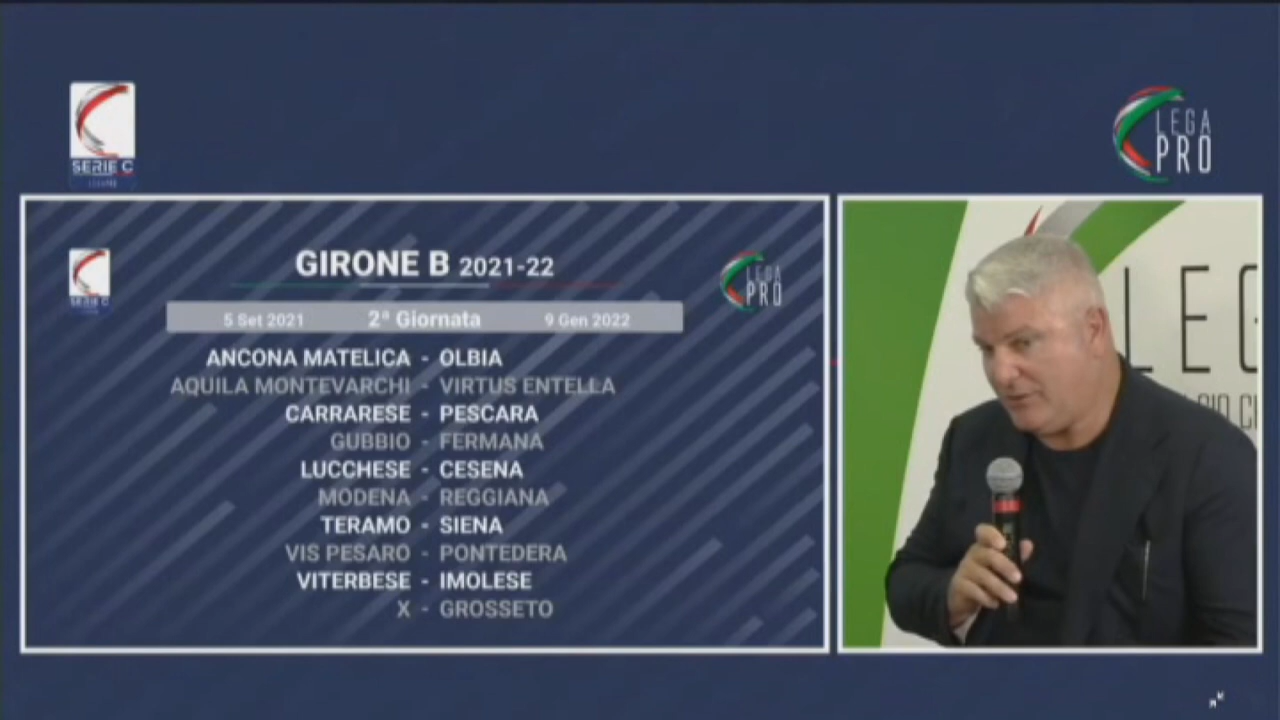 SERIE C
LEGA
PRO
GIRONE B 2021-22
SERIE C
LEGA
PRO
5 Set 2021 2ª Giornata 9 Gen 2022
ANCONA MATELICA - OLBIA
AQUILA MONTEVARCHI - VIRTUS ENTELLA
CARRARESE - PESCARA
GUBBIO - FERMANA
LUCCHESE - CESENA
MODENA - REGGIANA
TERAMO - SIENA
VIS PESARO - PONTEDERA
VITERBESE - IMOLESE
X - GROSSETO
LEG